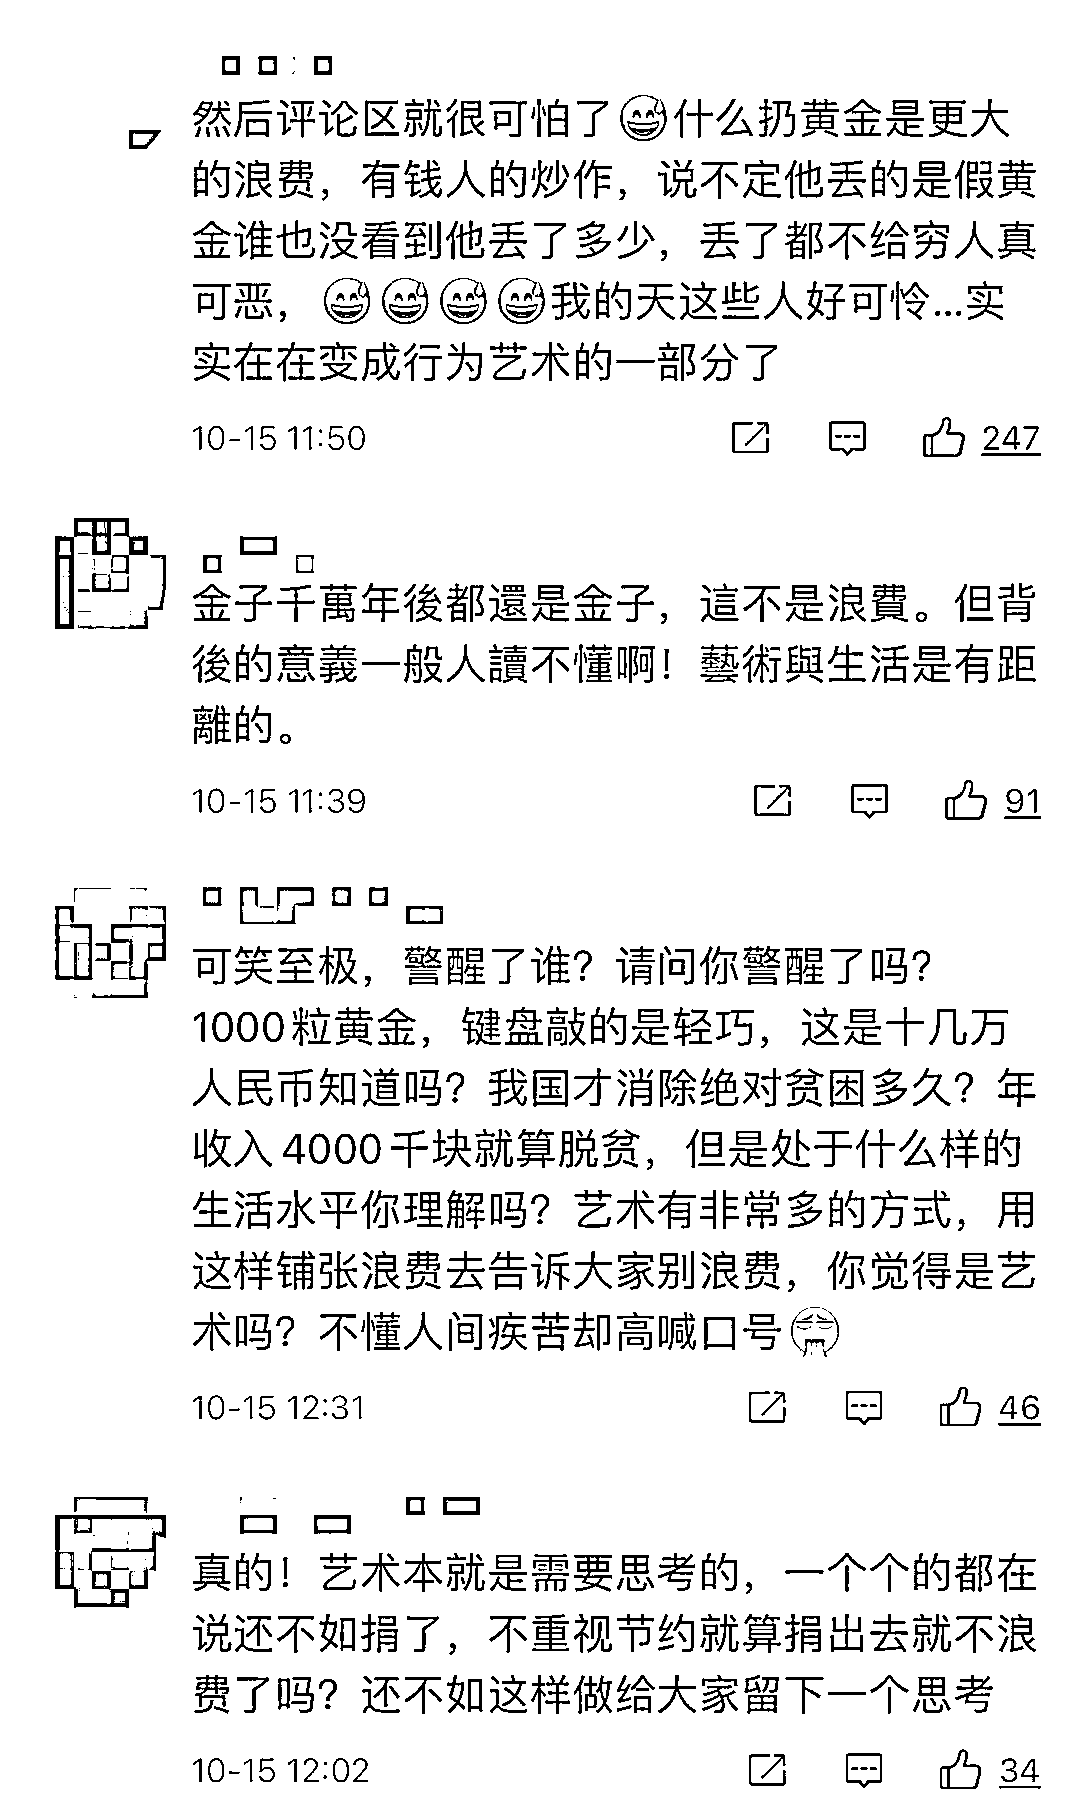 然后评论区就很可怕了😅什么扔黄金是更大
的浪费，有钱人的炒作，说不定他丢的是假黄
金谁也没看到他丢了多少，丢了都不给穷人真
可恶，😅😅😅😅我的天这些人好可怜...实
实在在变成行为艺术的一部分了
10-15 11:50
247
金子千萬年後都還是金子，這不是浪費。但背
後的意義一般人讀不懂啊！藝術與生活是有距
離的。
10-15 11:39
91
可笑至极，警醒了谁？请问你警醒了吗？
1000粒黄金，键盘敲的是轻巧，这是十几万
人民币知道吗？我国才消除绝对贫困多久？年
收入4000千块就算脱贫，但是处于什么样的
生活水平你理解吗？艺术有非常多的方式，用
这样铺张浪费去告诉大家别浪费，你觉得是艺
术吗？不懂人间疾苦却高喊口号
10-15 12:31
46
真的！艺术本就是需要思考的，一个个的都在
说还不如捐了，不重视节约就算捐出去就不浪
费了吗？还不如这样做给大家留下一个思考
10-15 12:02
34